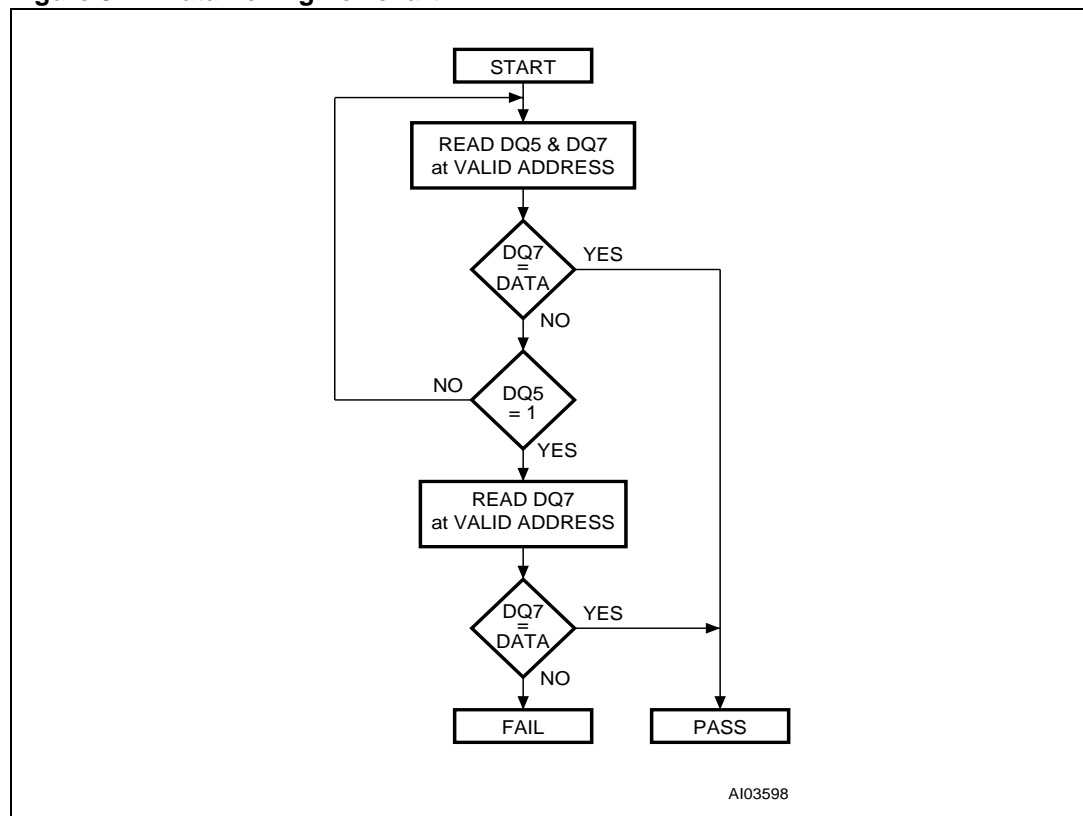 START
READ DQ5 & DQ7
at VALID ADDRESS
DQ7
=
DATA
YES
NO
NO
DQ5
= 1
YES
READ DQ7
at VALID ADDRESS
DQ7
=
DATA
YES
NO
FAIL
PASS
AI03598